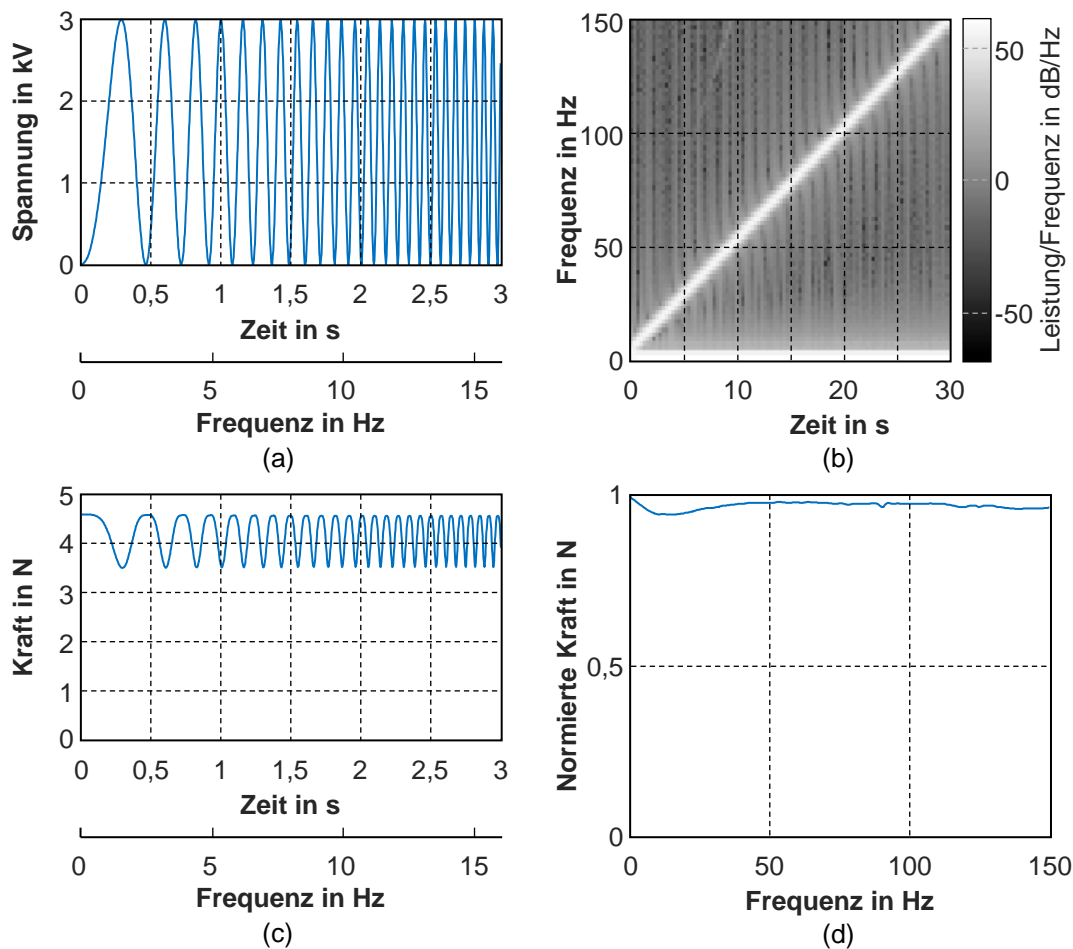 Spannung in kV
3
2
1
0
0 0,5 1 1,5 2 2,5 3
Zeit in s
0 5 10 15
Frequenz in Hz
(a)
Frequenz in Hz
150
100
50
0
0 10 20 30
Zeit in s
50
0
-50
Leistung/Frequenz in dB/Hz
(b)
Kraft in N
5
4
3
2
1
0
0 0,5 1 1,5 2 2,5 3
Zeit in s
0 5 10 15
Frequenz in Hz
(c)
Normierte Kraft in N
1
0,5
0
0 50 100 150
Frequenz in Hz
(d)